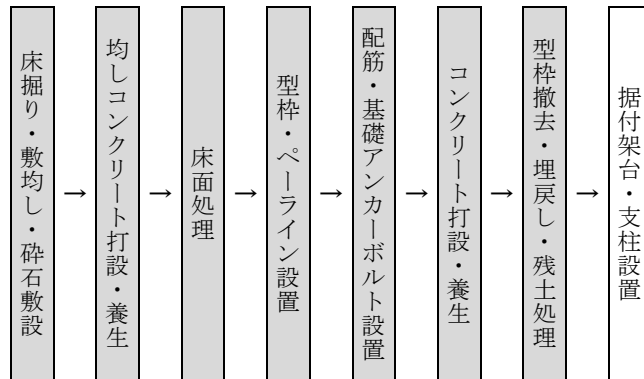 床掘り・敷均し・砕石敷設
→
均しコンクリート打設・養生
→
床面処理
→
型枠・ペーライン設置
→
配筋・基礎アンカーボルト設置
→
コンクリート打設・養生
→
型枠撤去・埋戻し・残土処理
→
据付架台・支柱設置